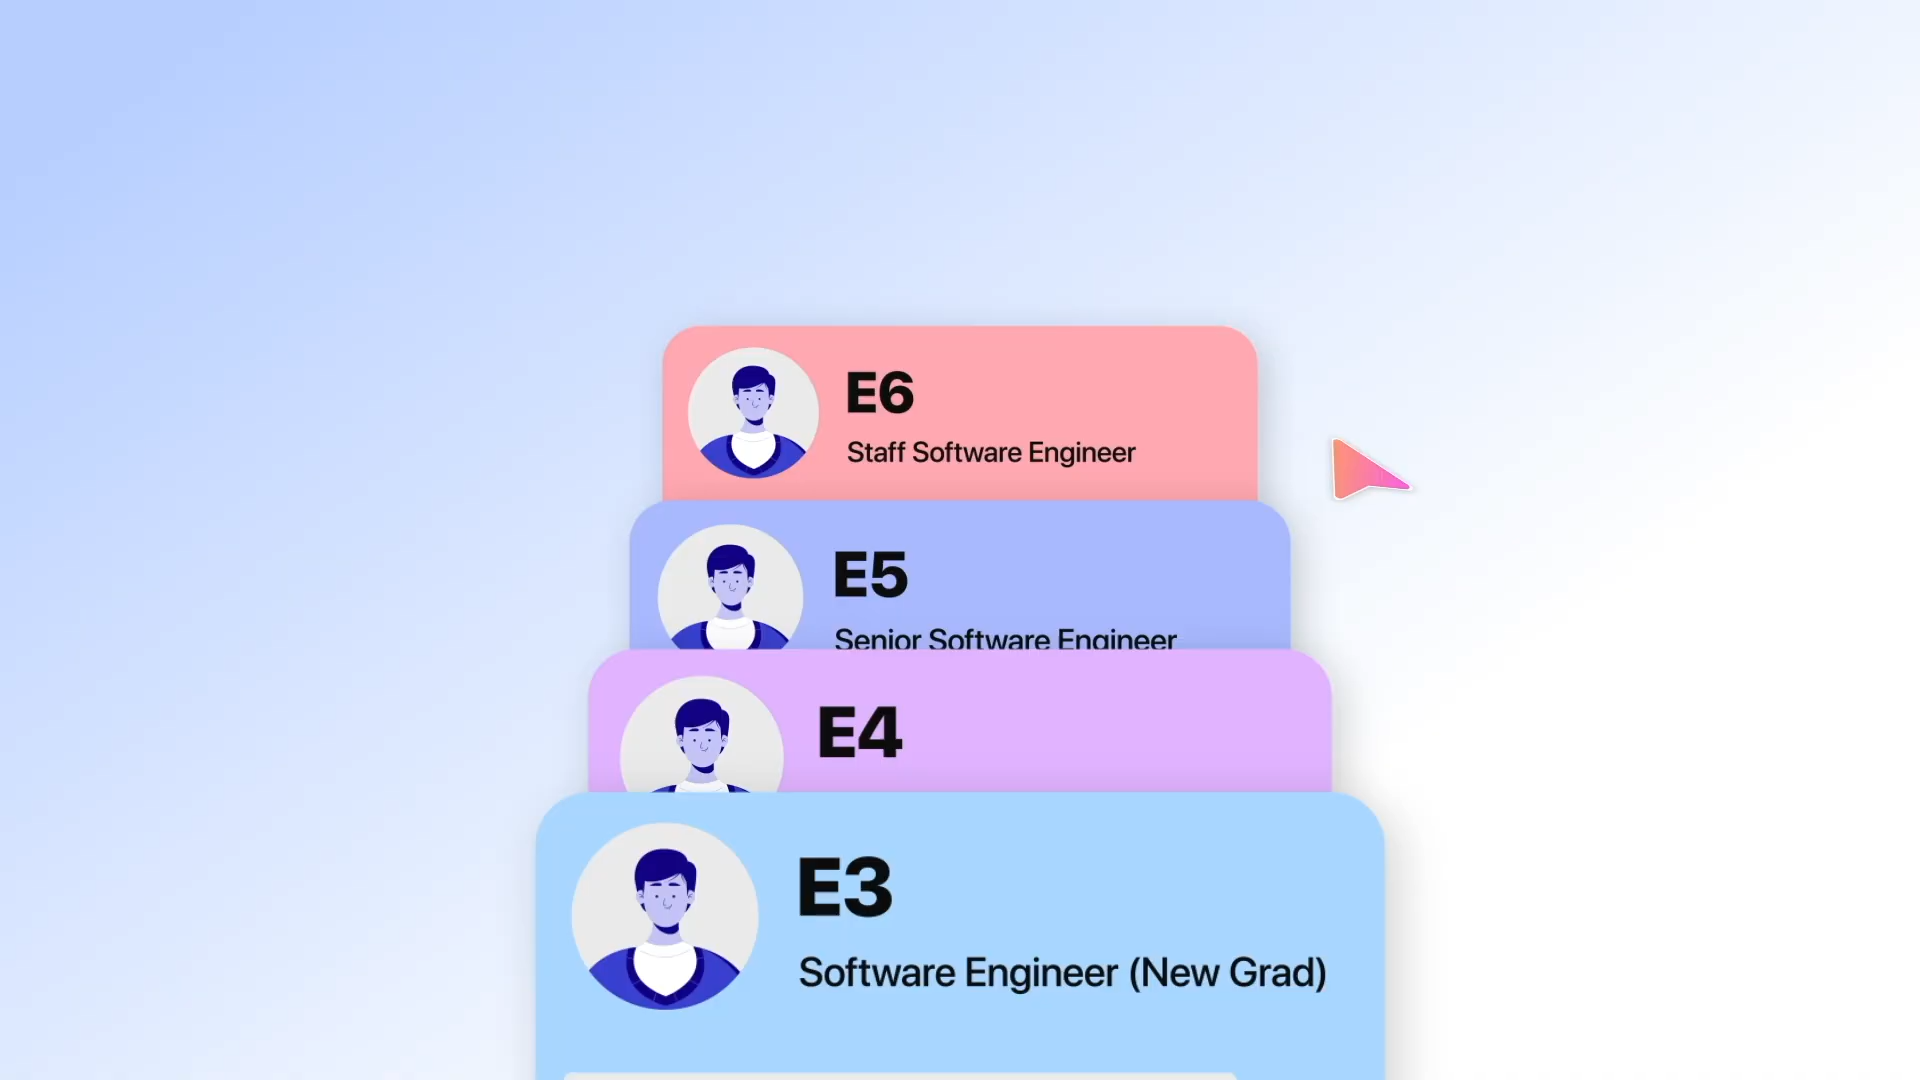 E6
Staff Software Engineer
E5
Senior Software Engineer
E4
E3
Software Engineer (New Grad)